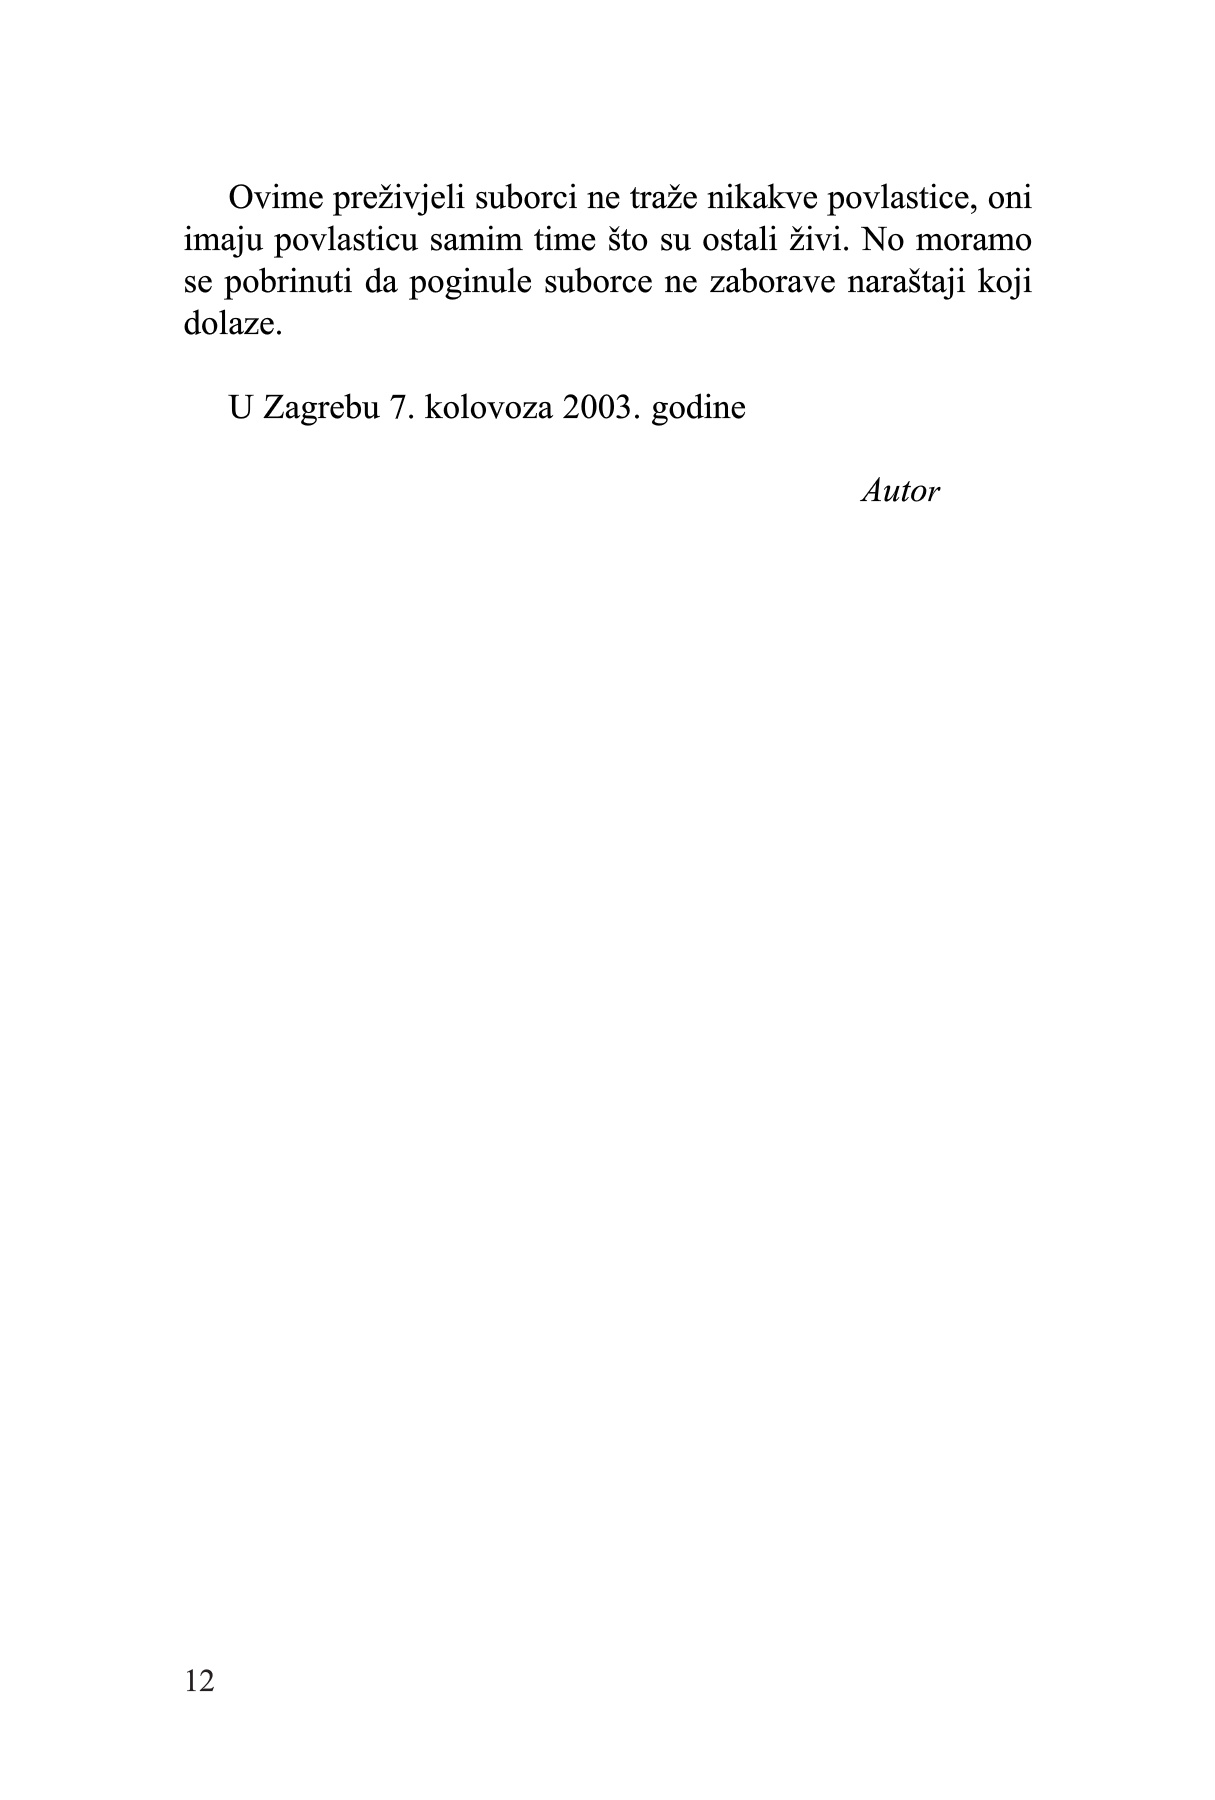 Ovime preživjeli suborci ne traže nikakve povlastice, oni
imaju povlasticu samim time što su ostali živi. No moramo
se pobrinuti da poginule suborce ne zaborave naraštaji koji
dolaze.
U Zagrebu 7. kolovoza 2003. godine
Autor
12